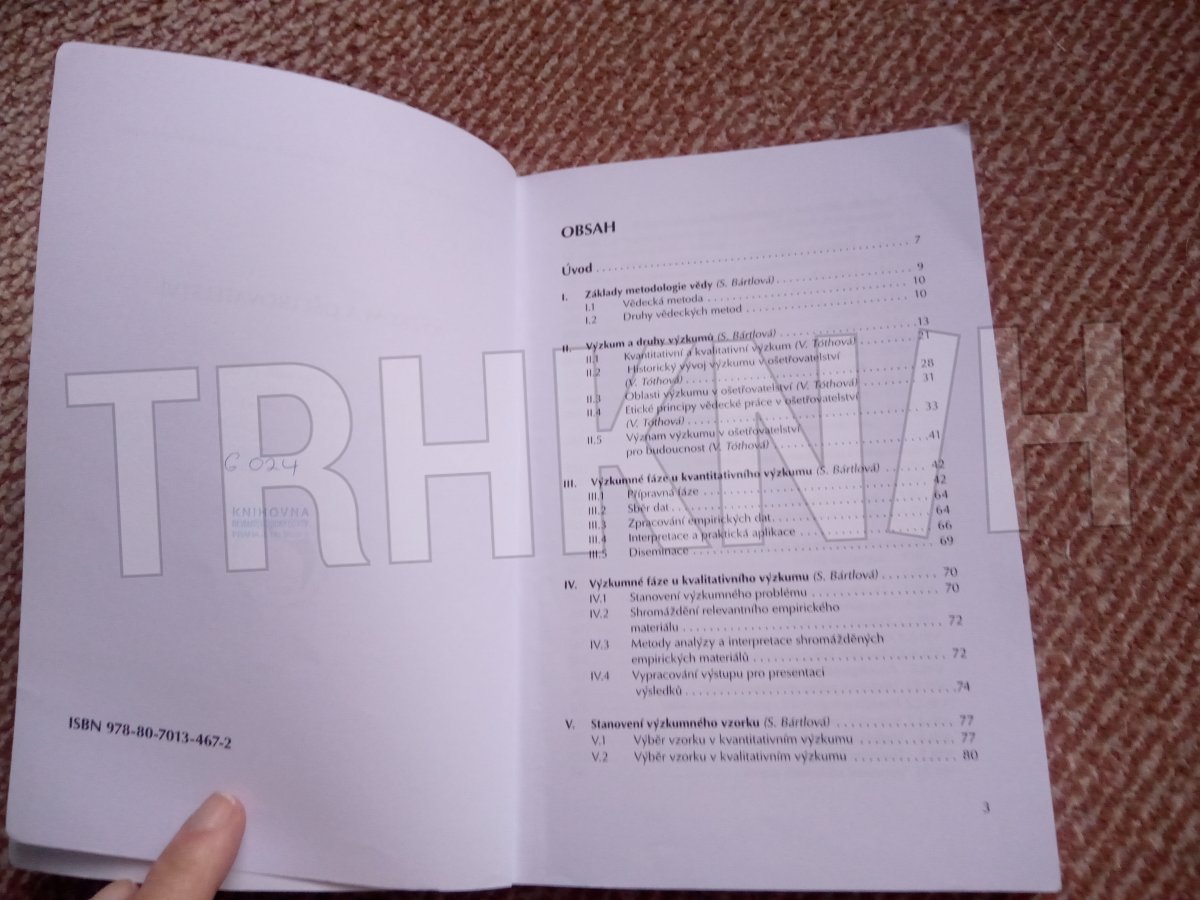 G 024
KNIHOVNA
ISBN 978-80-7013-467-2
TRHKNIH
OBSAH
Úvod . . . . . . . . . . 7
I. Základy metodologie vědy (S. Bártlová) . . . . . . . . . . 9
I.1 Vědecká metoda . . . . . . . . . . 10
I.2 Druhy vědeckých metod . . . . . . . . . . 10
II. Výzkum a druhy výzkumů (S. Bártlová) . . . . . . . . . . 13
II.1 Kvantitativní a kvalitativní výzkum (V. Tóthová) . . . . . . . . . . 21
II.2 Historický vývoj výzkumu v ošetřovatelství
(V. Tóthová) . . . . . . . . . . 28
II.3 Oblasti výzkumu v ošetřovatelství (V. Tóthová) . . . . . . . . . . 31
II.4 Etické principy vědecké práce v ošetřovatelství
(V. Tóthová) . . . . . . . . . . 33
II.5 Význam výzkumu v ošetřovatelství
pro budoucnost (V. Tóthová) . . . . . . . . . . 41
III. Výzkumné fáze u kvantitativního výzkumu (S. Bártlová) . . . . . . . . . . 42
III.1 Přípravná fáze . . . . . . . . . . 42
III.2 Sběr dat . . . . . . . . . . 64
III.3 Zpracování empirických dat . . . . . . . . . . 64
III.4 Interpretace a praktická aplikace . . . . . . . . . . 66
III.5 Diseminace . . . . . . . . . . 69
IV. Výzkumné fáze u kvalitativního výzkumu (S. Bártlová) . . . . . . . . . . 70
IV.1 Stanovení výzkumného problému . . . . . . . . . . 70
IV.2 Shromáždění relevantního empirického
materiálu . . . . . . . . . . 72
IV.3 Metody analýzy a interpretace shromážděných
empirických materiálů . . . . . . . . . . 72
IV.4 Vypracování výstupu pro presentaci
výsledků . . . . . . . . . . 74
V. Stanovení výzkumného vzorku (S. Bártlová) . . . . . . . . . . 77
V.1 Výběr vzorku v kvantitativním výzkumu . . . . . . . . . . 77
V.2 Výběr vzorku v kvalitativním výzkumu . . . . . . . . . . 80
3